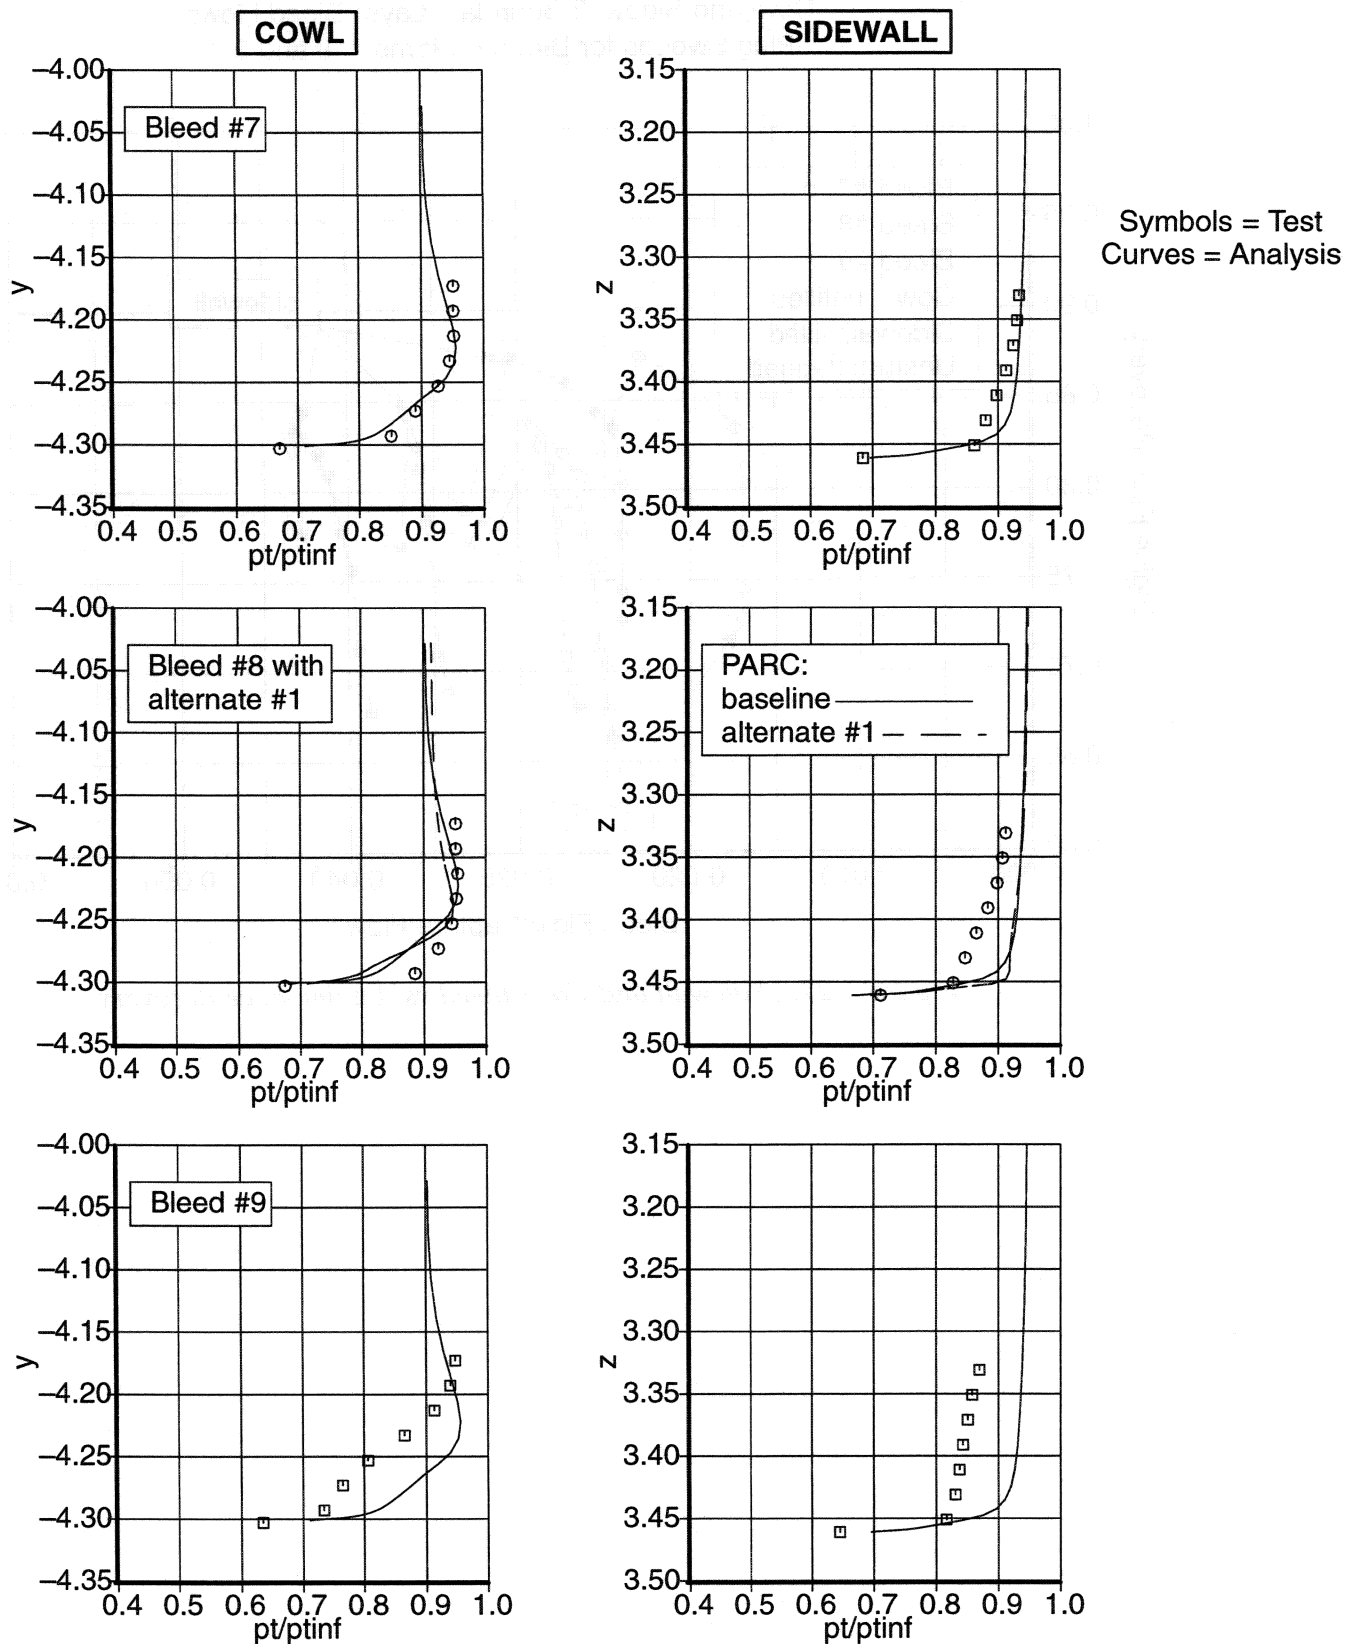 COWL
SIDEWALL
Bleed #7
−4.00
−4.05
−4.10
−4.15
−4.20
−4.25
−4.30
−4.35
y
0.4 0.5 0.6 0.7 0.8 0.9 1.0
pt/ptinf
3.15
3.20
3.25
3.30
3.35
3.40
3.45
3.50
z
0.4 0.5 0.6 0.7 0.8 0.9 1.0
pt/ptinf
Symbols = Test
Curves = Analysis
Bleed #8 with
alternate #1
−4.00
−4.05
−4.10
−4.15
−4.20
−4.25
−4.30
−4.35
y
0.4 0.5 0.6 0.7 0.8 0.9 1.0
pt/ptinf
PARC:
baseline
alternate #1
3.15
3.20
3.25
3.30
3.35
3.40
3.45
3.50
z
0.4 0.5 0.6 0.7 0.8 0.9 1.0
pt/ptinf
Bleed #9
−4.00
−4.05
−4.10
−4.15
−4.20
−4.25
−4.30
−4.35
y
0.4 0.5 0.6 0.7 0.8 0.9 1.0
pt/ptinf
3.15
3.20
3.25
3.30
3.35
3.40
3.45
3.50
z
0.4 0.5 0.6 0.7 0.8 0.9 1.0
pt/ptinf